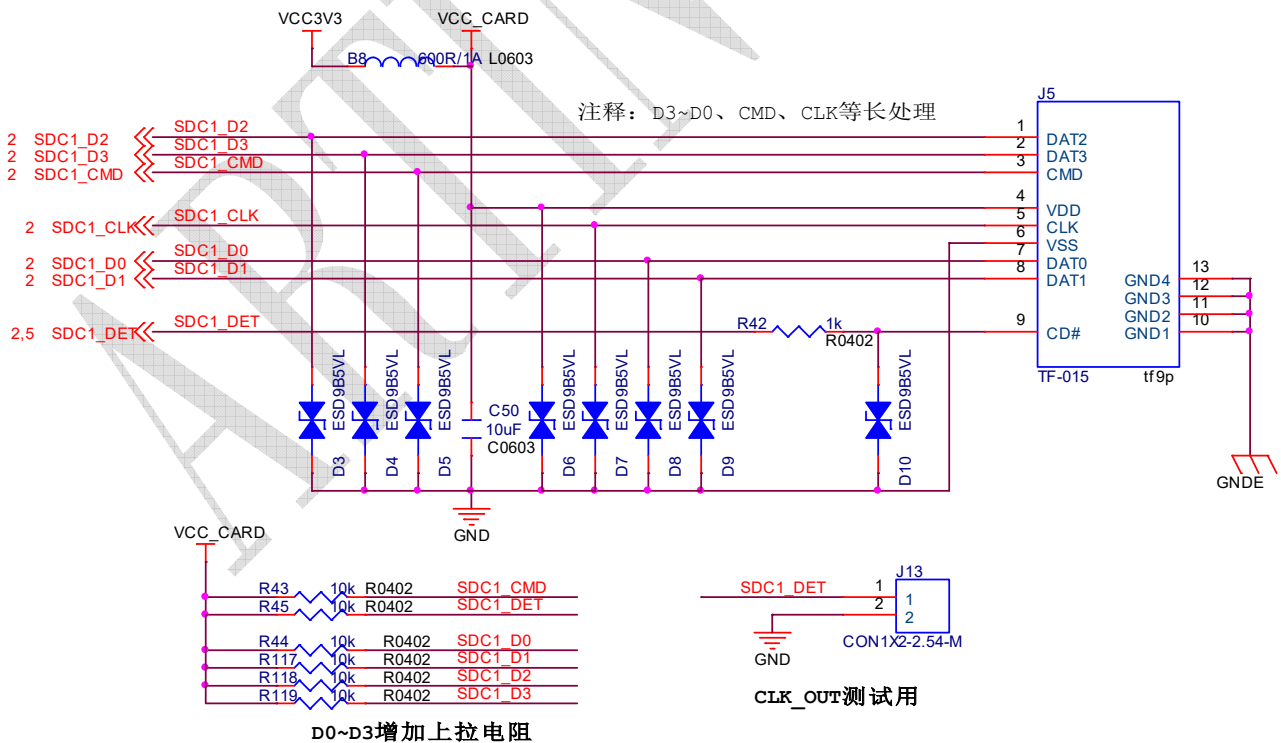 VCC3V3
VCC_CARD
B8 600R/1A L0603
注释：D3~D0、CMD、CLK等长处理
J5
2 SDC1_D2 SDC1_D2 1 DAT2
2 SDC1_D3 SDC1_D3 2 DAT3
2 SDC1_CMD SDC1_CMD 3 CMD
4 VDD
2 SDC1_CLK SDC1_CLK 5 CLK
6 VSS
2 SDC1_D0 SDC1_D0 7 DAT0
2 SDC1_D1 SDC1_D1 8 DAT1
13 GND4
12 GND3
11 GND2
10 GND1
2,5 SDC1_DET SDC1_DET R42 1k R0402 9 CD#
TF-015 tf9p
ESD9B5VL D3
ESD9B5VL D4
ESD9B5VL D5
C50
10uF
C0603
ESD9B5VL D6
ESD9B5VL D7
ESD9B5VL D8
ESD9B5VL D9
ESD9B5VL D10
GNDE
GND
VCC_CARD
R43 10k R0402 SDC1_CMD
R45 10k R0402 SDC1_DET
R44 10k R0402 SDC1_D0
R117 10k R0402 SDC1_D1
R118 10k R0402 SDC1_D2
R119 10k R0402 SDC1_D3
D0~D3增加上拉电阻
J13
SDC1_DET 1 1
2 2
GND
CON1X2-2.54-M
CLK_OUT测试用